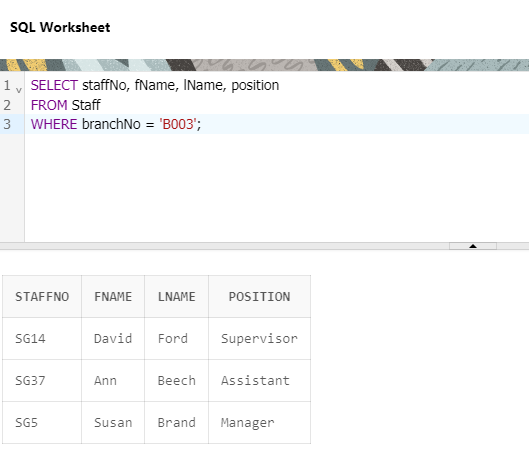 SQL Worksheet
1 SELECT staffNo, fName, lName, position
2 FROM Staff
3 WHERE branchNo = 'B003';
STAFFNO FNAME LNAME POSITION
SG14 David Ford Supervisor
SG37 Ann Beech Assistant
SG5 Susan Brand Manager